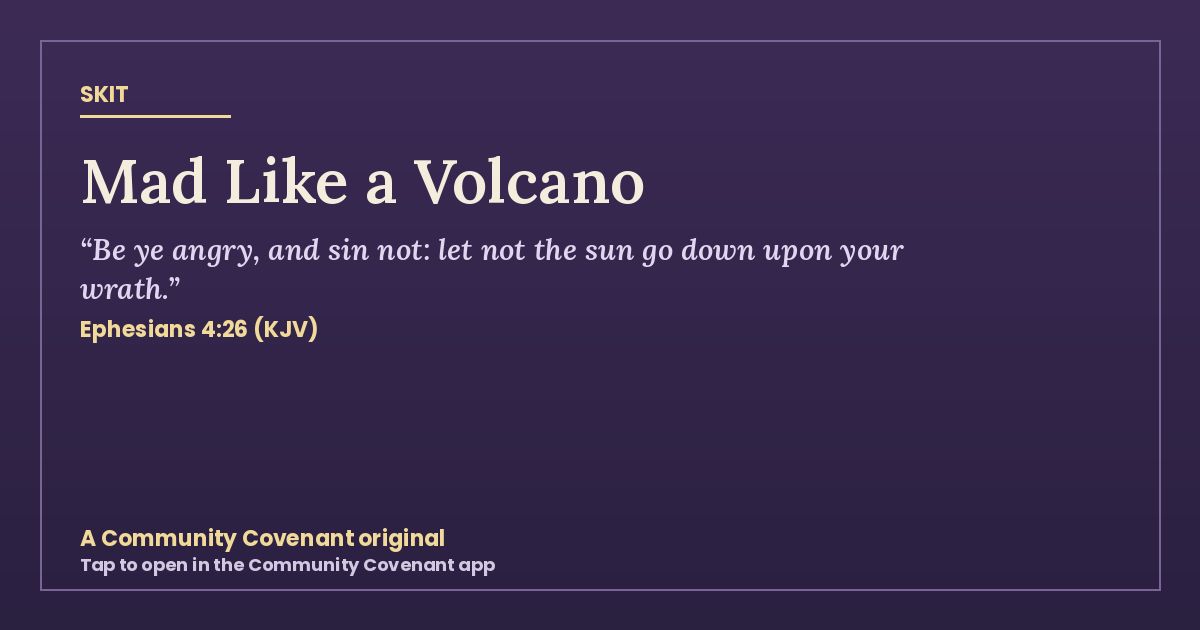 SKIT
Mad Like a Volcano
“Be ye angry, and sin not: let not the sun go down upon your
wrath.”
Ephesians 4:26 (KJV)
A Community Covenant original
Tap to open in the Community Covenant app